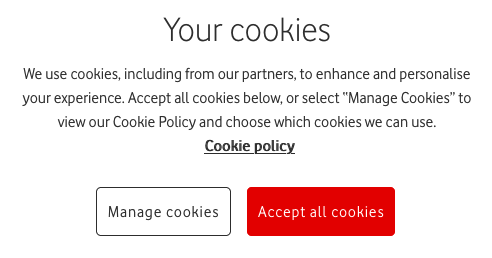 Your cookies
We use cookies, including from our partners, to enhance and personalise
your experience. Accept all cookies below, or select "Manage Cookies" to
view our Cookie Policy and choose which cookies we can use.
Cookie policy
Manage cookies
Accept all cookies